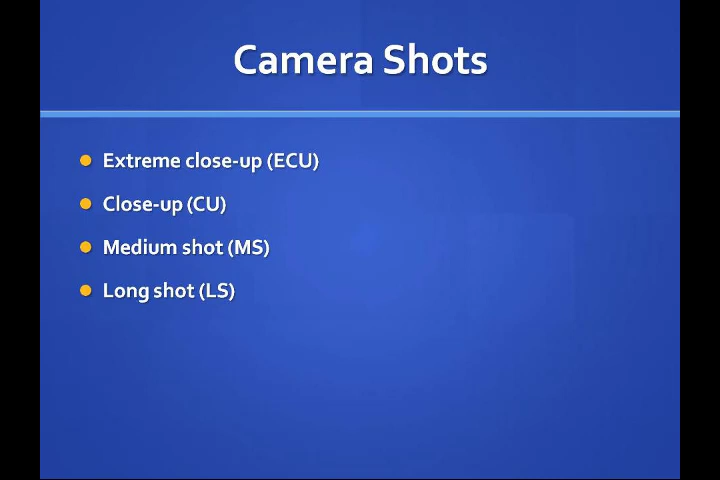 Camera Shots
Extreme close-up (ECU)
Close-up (CU)
Medium shot (MS)
Long shot (LS)